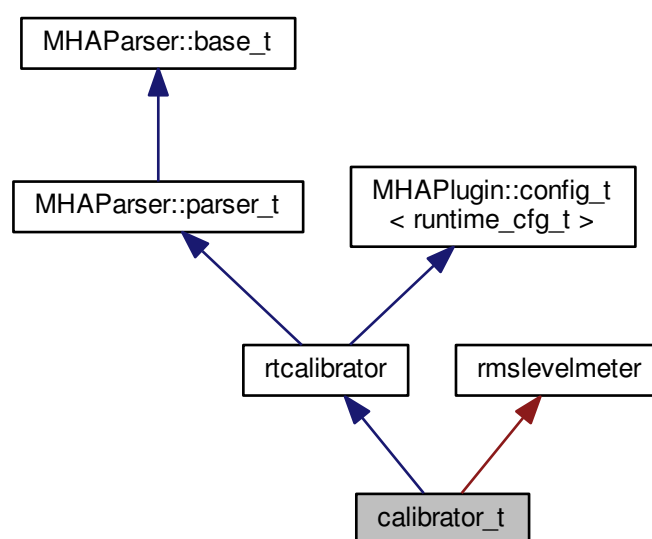 MHAParser::base_t
MHAParser::parser_t
MHAPlugin::config_t
< runtime_cfg_t >
rtcalibrator
rmslevelmeter
calibrator_t